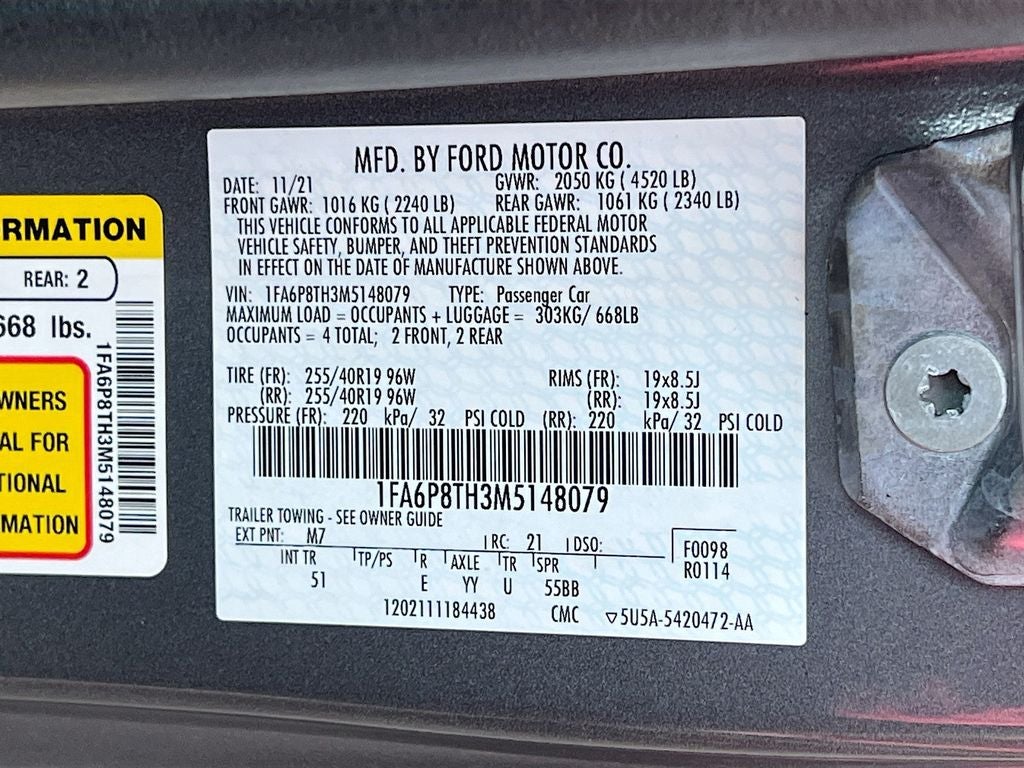 RMATION
REAR: 2
668 lbs.
WNERS
AL FOR
TIONAL
MATION
1FA6P8TH3M5148079
MFD. BY FORD MOTOR CO.
DATE: 11/21 GVWR: 2050 KG ( 4520 LB)
FRONT GAWR: 1016 KG ( 2240 LB) REAR GAWR: 1061 KG ( 2340 LB)
THIS VEHICLE CONFORMS TO ALL APPLICABLE FEDERAL MOTOR
VEHICLE SAFETY, BUMPER, AND THEFT PREVENTION STANDARDS
IN EFFECT ON THE DATE OF MANUFACTURE SHOWN ABOVE.
VIN: 1FA6P8TH3M5148079 TYPE: Passenger Car
MAXIMUM LOAD = OCCUPANTS + LUGGAGE = 303KG/ 668LB
OCCUPANTS = 4 TOTAL; 2 FRONT, 2 REAR
TIRE (FR): 255/40R19 96W RIMS (FR): 19x8.5J
(RR): 255/40R19 96W (RR): 19x8.5J
PRESSURE (FR): 220 kPa/ 32 PSI COLD (RR): 220 kPa/ 32 PSI COLD
1FA6P8TH3M5148079
TRAILER TOWING - SEE OWNER GUIDE
EXT PNT: M7 RC: 21 DSO:
INT TR TP/PS R AXLE TR SPR
51 E YY U 55BB
F0098
R0114
1202111184438 CMC ▽5U5A-5420472-AA